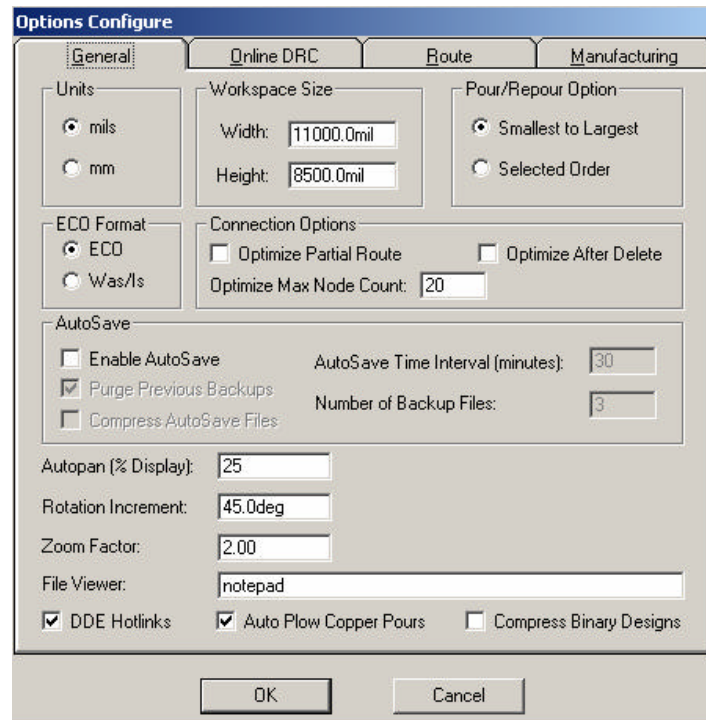 Options Configure
General Online DRC Route Manufacturing
Units Workspace Size Pour/Repour Option
mils Width: 11000.0mil Smallest to Largest
mm Height: 8500.0mil Selected Order
ECO Format Connection Options
ECO Optimize Partial Route Optimize After Delete
Was/Is Optimize Max Node Count: 20
AutoSave
Enable AutoSave AutoSave Time Interval (minutes): 30
Purge Previous Backups
Number of Backup Files: 3
Compress AutoSave Files
Autopan (% Display): 25
Rotation Increment: 45.0deg
Zoom Factor: 2.00
File Viewer: notepad
DDE Hotlinks Auto Plow Copper Pours Compress Binary Designs
OK Cancel